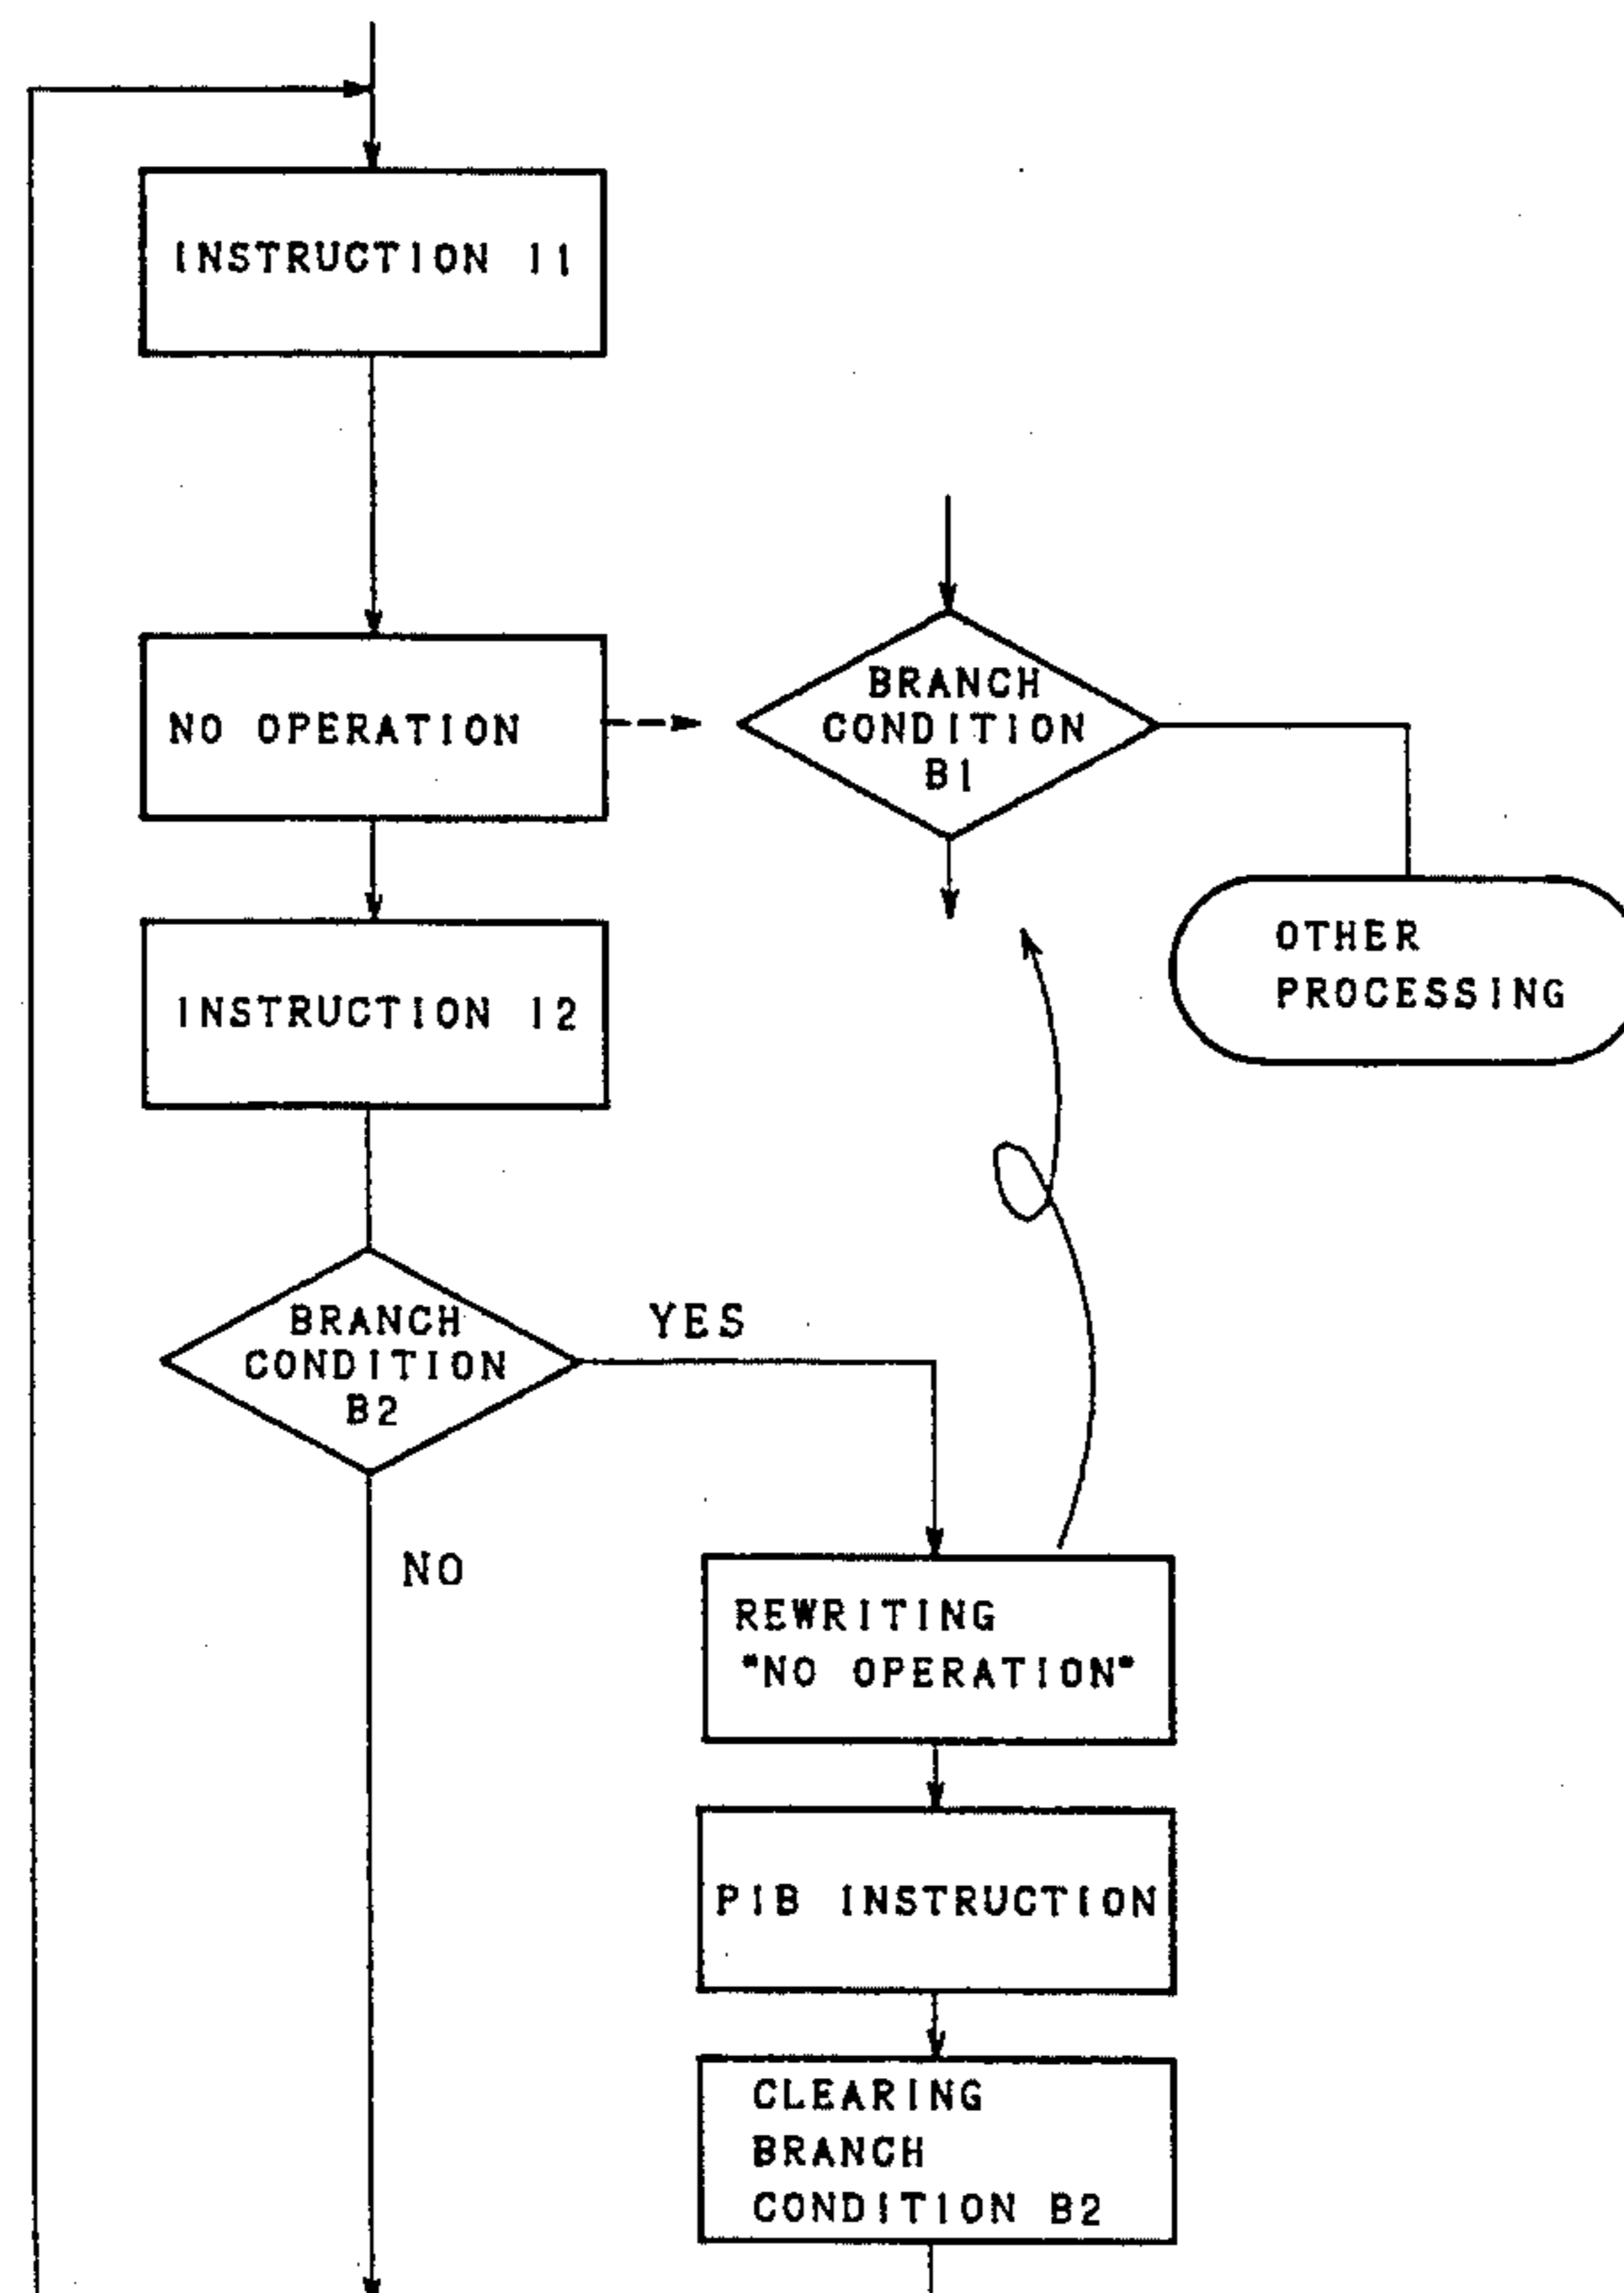 INSTRUCTION I1
NO OPERATION
BRANCH
CONDITION
B1
OTHER
PROCESSING
INSTRUCTION I2
BRANCH
CONDITION
B2
YES
NO
REWRITING
"NO OPERATION"
PIB INSTRUCTION
CLEARING
BRANCH
CONDITION B2